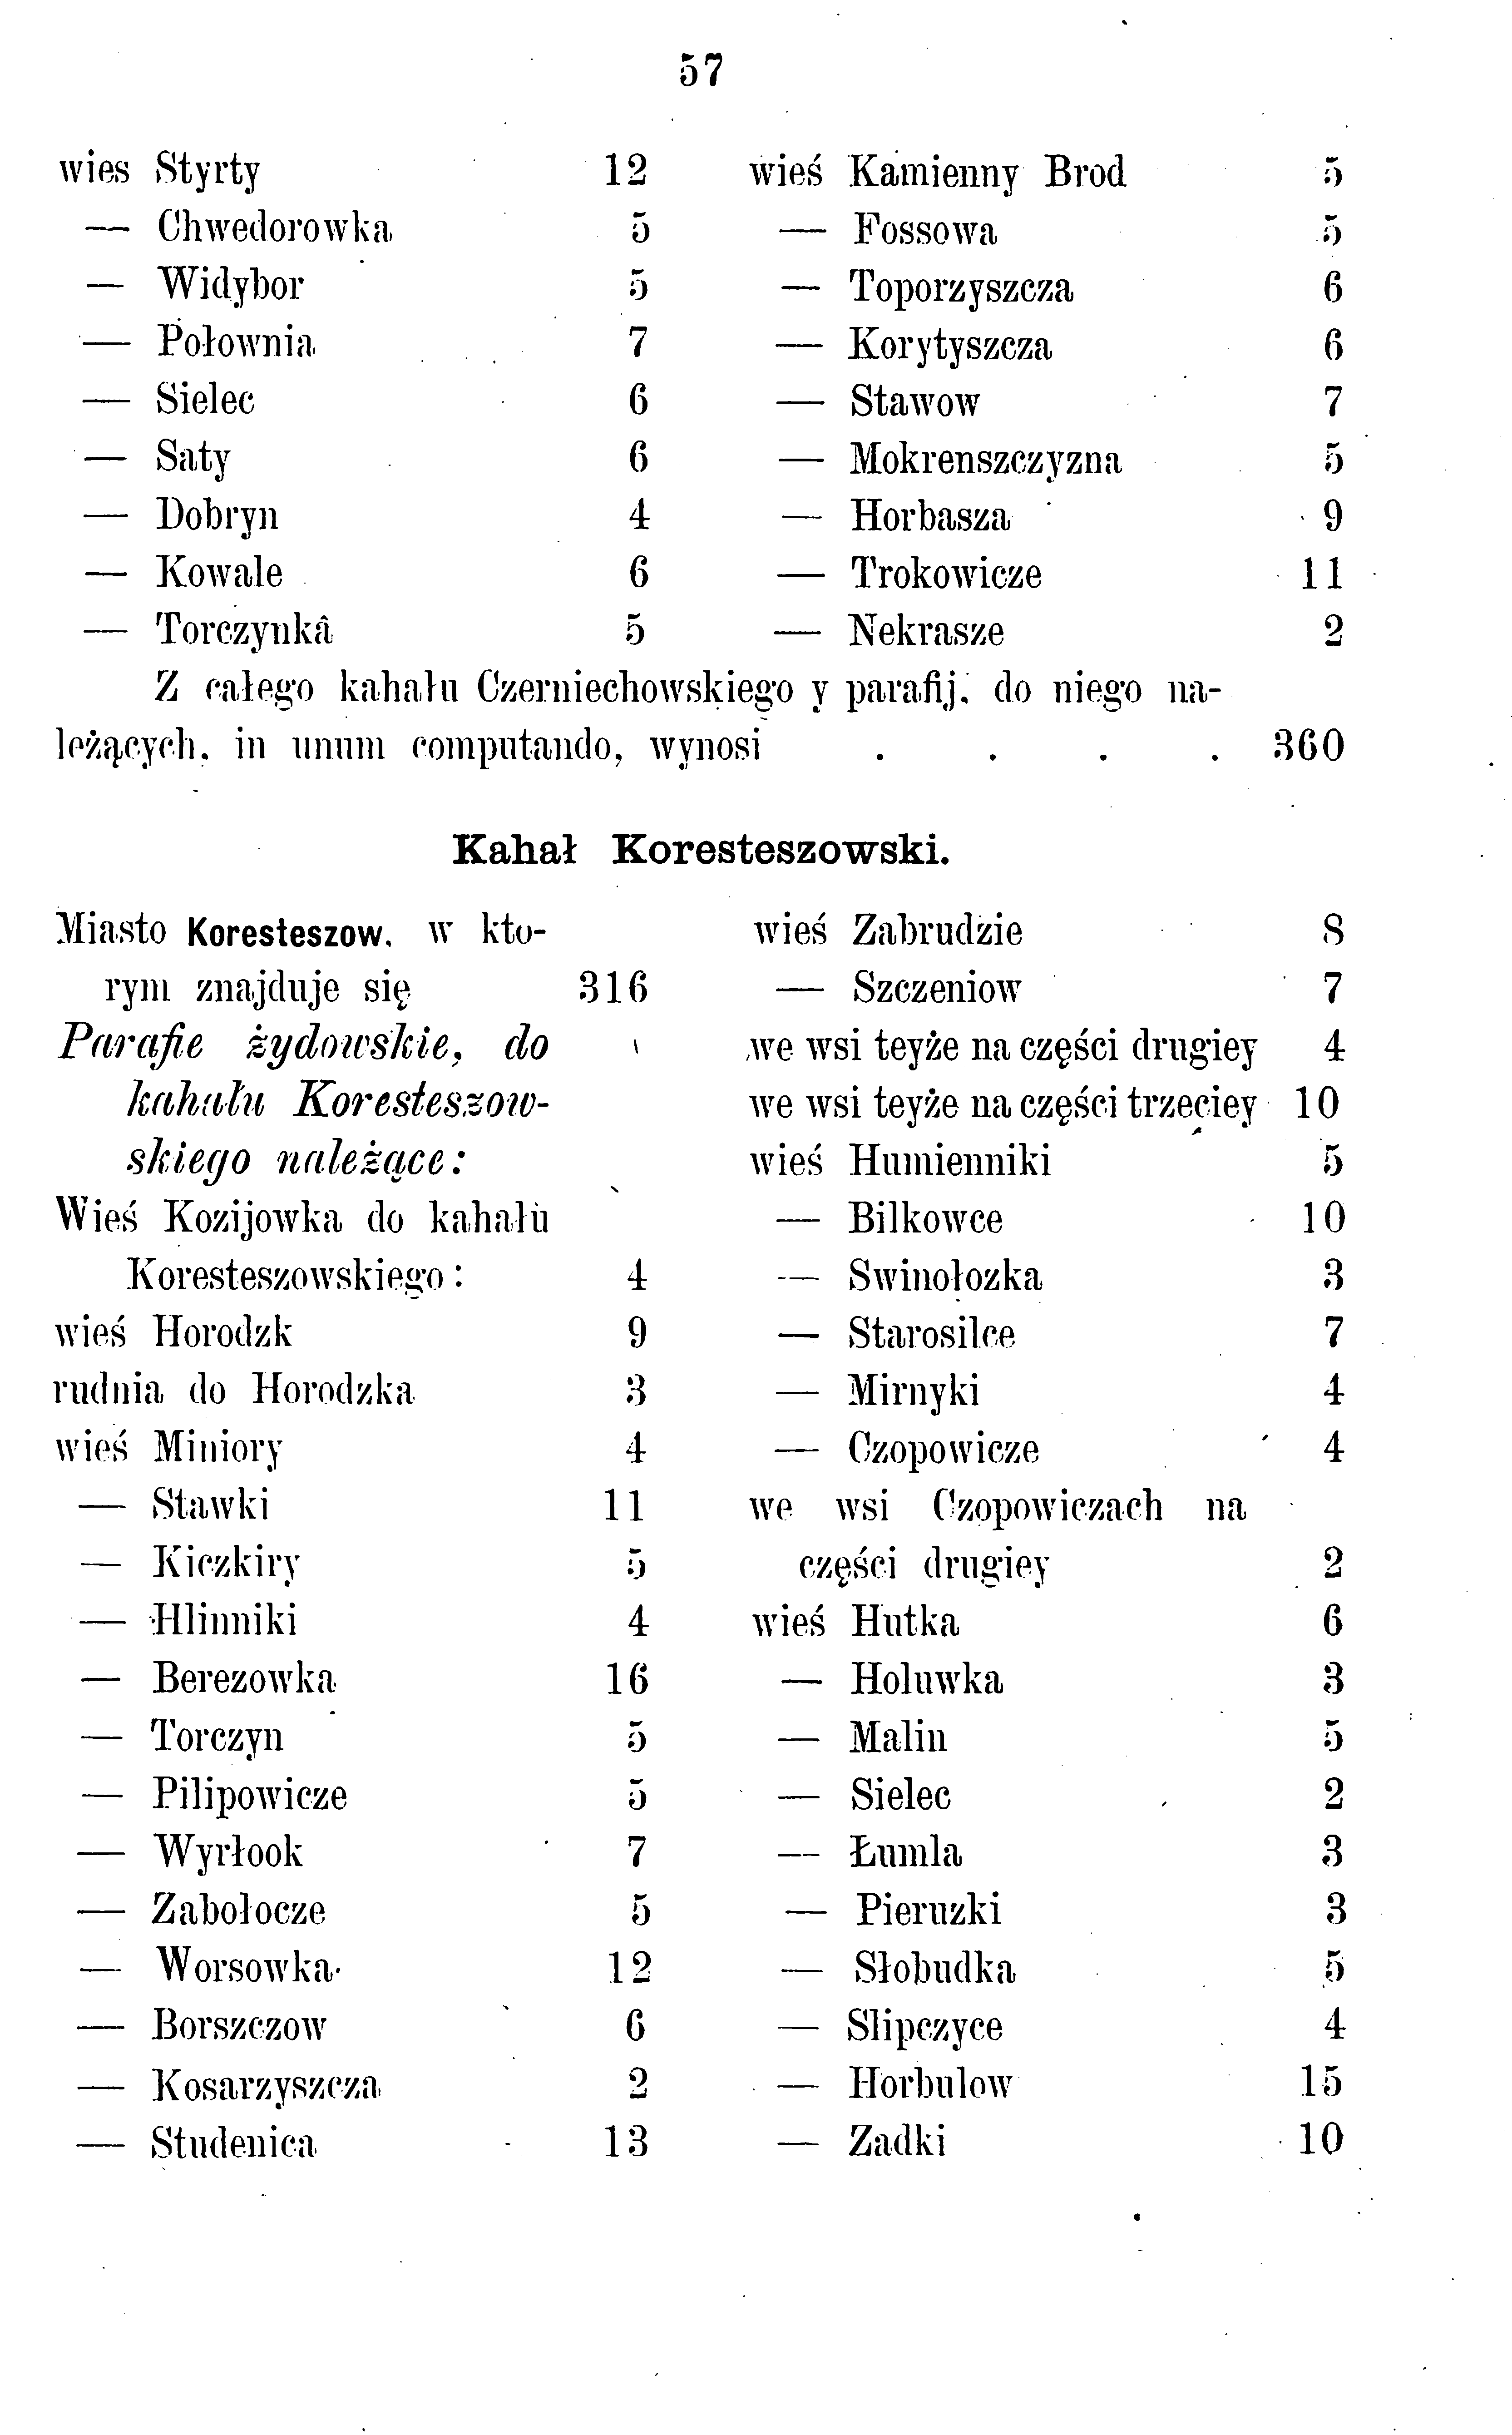 57
wies Styrty 12
— Chwedorowka 5
— Widybor 5
— Połownia 7
— Sielec 6
— Saty 6
— Dobryn 4
— Kowale 6
— Torczynka 5
wieś Kamienny Brod 5
— Fossowa 5
— Toporzyszcza 6
— Korytyszcza 6
— Stawow 7
— Mokrenszczyzna 5
— Horbasza 9
— Trokowicze 11
— Nekrasze 2
Z całego kahału Czerniechowskiego y parafij, do niego na-
leżących, in unum computando, wynosi . . . . 360
Kahał Koresteszowski.
Miasto Koresteszow, w kto-
rym znajduje się 316
Parafie żydowskie, do
kahału Koresteszow-
skiego należące:
Wieś Kozijowka do kahału
Koresteszowskiego: 4
wieś Horodzk 9
rudnia do Horodzka 3
wieś Miniory 4
— Stawki 11
— Kiczkiry 5
— Hlinniki 4
— Berezowka 16
— Torczyn 5
— Pilipowicze 5
— Wyrłook 7
— Zabołocze 5
— Worsowka 12
— Borszczow 6
— Kosarzyszcza 2
— Studenica 13
wieś Zabrudzie 8
— Szczeniow 7
we wsi teyże na części drugiey 4
we wsi teyże na części trzeciey 10
wieś Humienniki 5
— Bilkowce 10
— Swinołozka 3
— Starosilce 7
— Mirnyki 4
— Czopowicze 4
we wsi Czopowiczach na
części drugiey 2
wieś Hutka 6
— Holuwka 3
— Malin 5
— Sielec 2
— Łumla 3
— Pieruzki 3
— Słobudka 5
— Slipczyce 4
— Horbulow 15
— Zadki 10